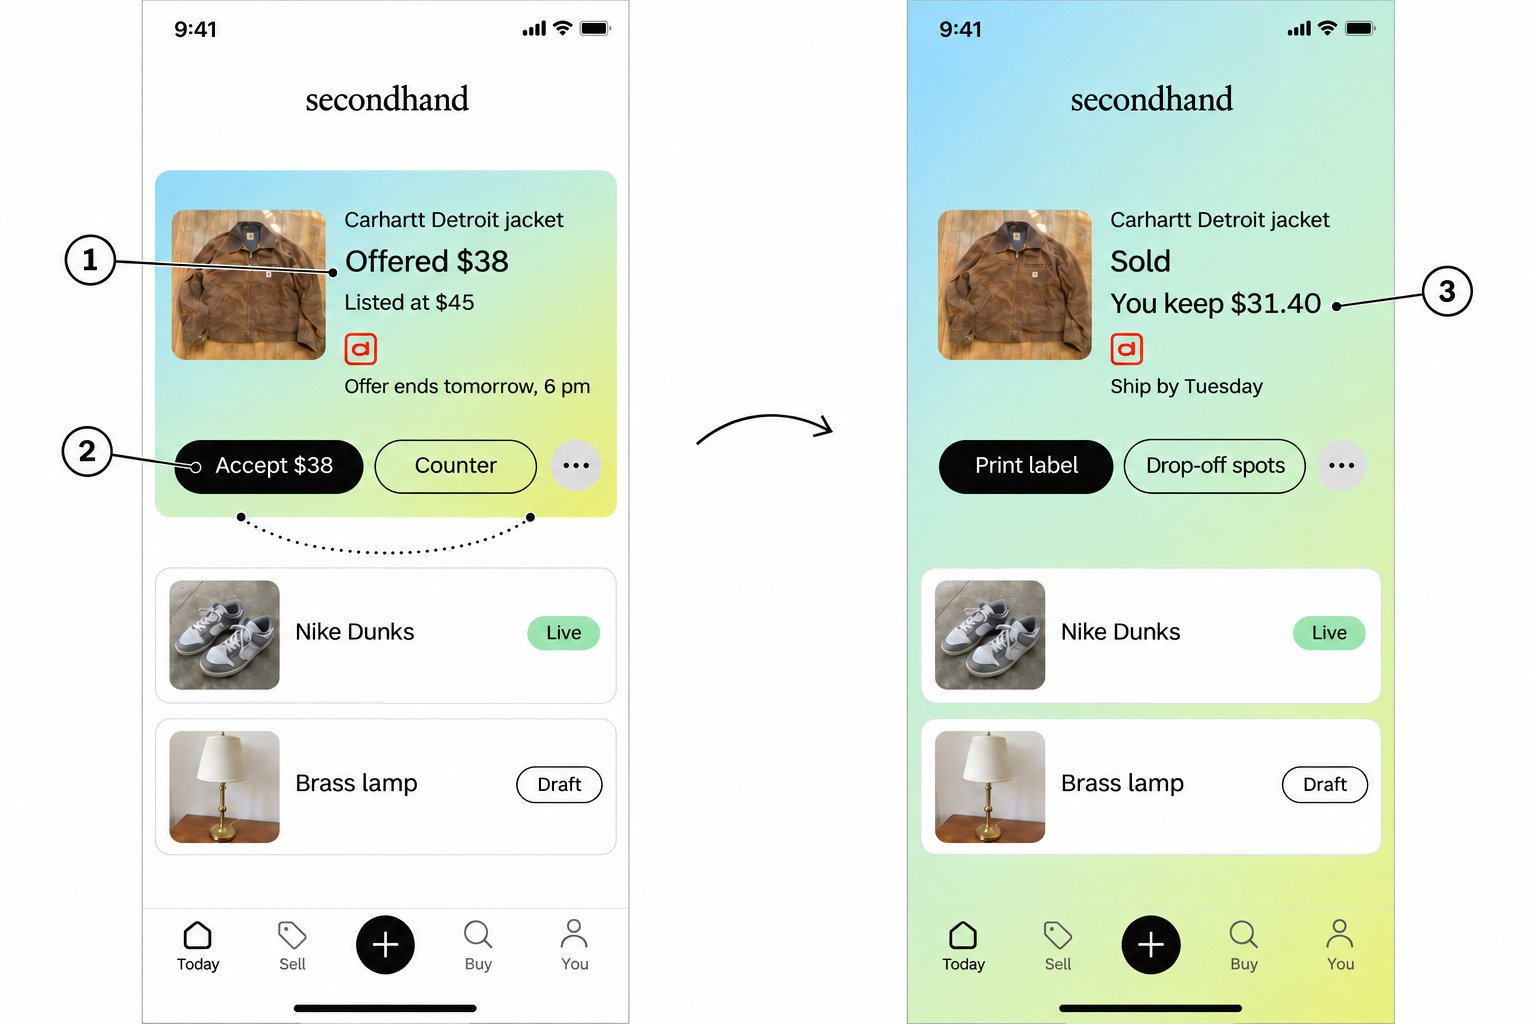 9:41
secondhand
1
Carhartt Detroit jacket
Offered $38
Listed at $45
a
Offer ends tomorrow, 6 pm
2
Accept $38
Counter
Nike Dunks
Live
Brass lamp
Draft
Today
Sell
Buy
You
9:41
secondhand
Carhartt Detroit jacket
Sold
You keep $31.40
3
a
Ship by Tuesday
Print label
Drop-off spots
Nike Dunks
Live
Brass lamp
Draft
Today
Sell
Buy
You